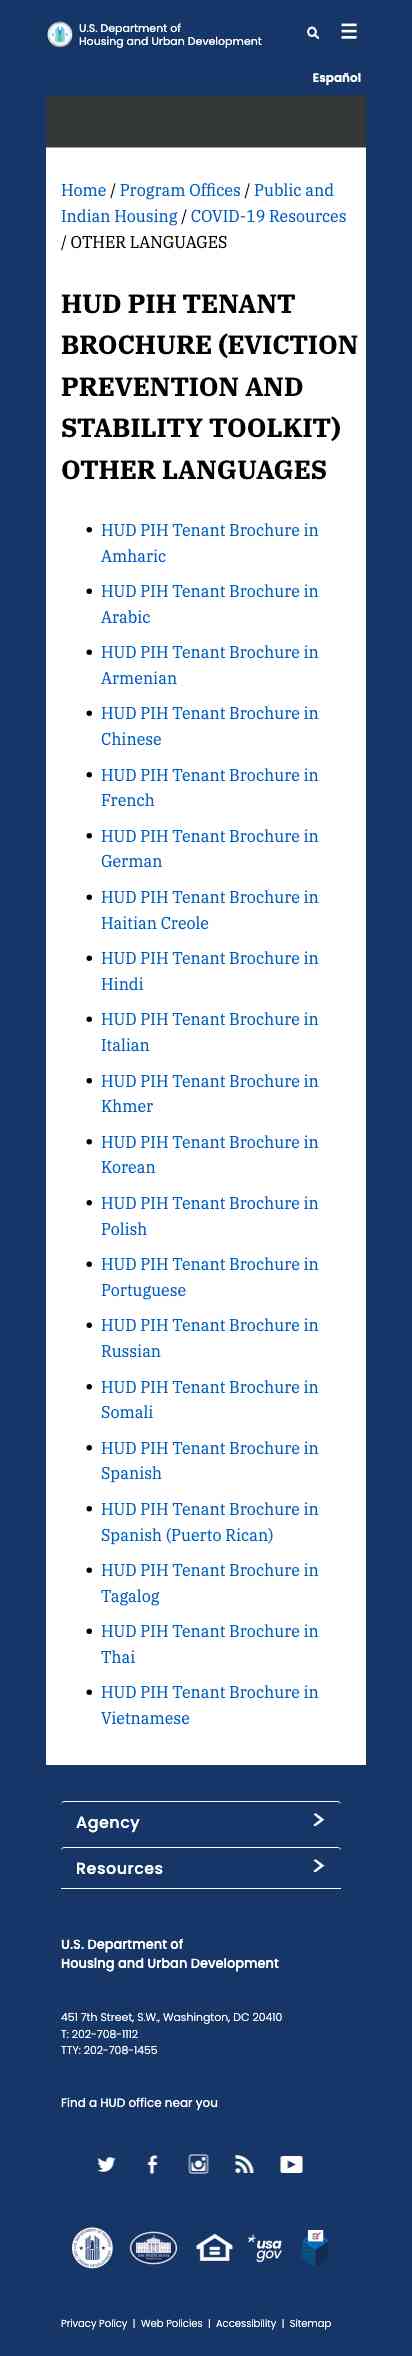 U.S. Department of
Housing and Urban Development
Español
Home / Program Offices / Public and
Indian Housing / COVID-19 Resources
/ OTHER LANGUAGES
HUD PIH TENANT
BROCHURE (EVICTION
PREVENTION AND
STABILITY TOOLKIT)
OTHER LANGUAGES
• HUD PIH Tenant Brochure in
Amharic
• HUD PIH Tenant Brochure in
Arabic
• HUD PIH Tenant Brochure in
Armenian
• HUD PIH Tenant Brochure in
Chinese
• HUD PIH Tenant Brochure in
French
• HUD PIH Tenant Brochure in
German
• HUD PIH Tenant Brochure in
Haitian Creole
• HUD PIH Tenant Brochure in
Hindi
• HUD PIH Tenant Brochure in
Italian
• HUD PIH Tenant Brochure in
Khmer
• HUD PIH Tenant Brochure in
Korean
• HUD PIH Tenant Brochure in
Polish
• HUD PIH Tenant Brochure in
Portuguese
• HUD PIH Tenant Brochure in
Russian
• HUD PIH Tenant Brochure in
Somali
• HUD PIH Tenant Brochure in
Spanish
• HUD PIH Tenant Brochure in
Spanish (Puerto Rican)
• HUD PIH Tenant Brochure in
Tagalog
• HUD PIH Tenant Brochure in
Thai
• HUD PIH Tenant Brochure in
Vietnamese
Agency
Resources
U.S. Department of
Housing and Urban Development
451 7th Street, S.W., Washington, DC 20410
T: 202-708-1112
TTY: 202-708-1455
Find a HUD office near you
usa
gov
Privacy Policy | Web Policies | Accessibility | Sitemap